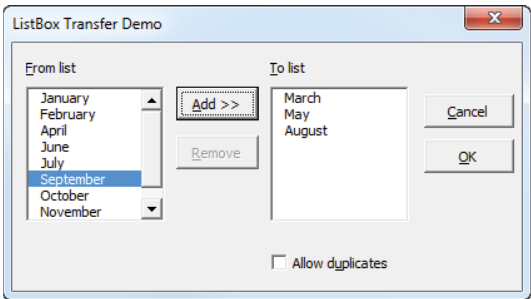 ListBox Transfer Demo
From list
January
February
April
June
July
September
October
November
Add >>
Remove
To list
March
May
August
Cancel
OK
Allow duplicates